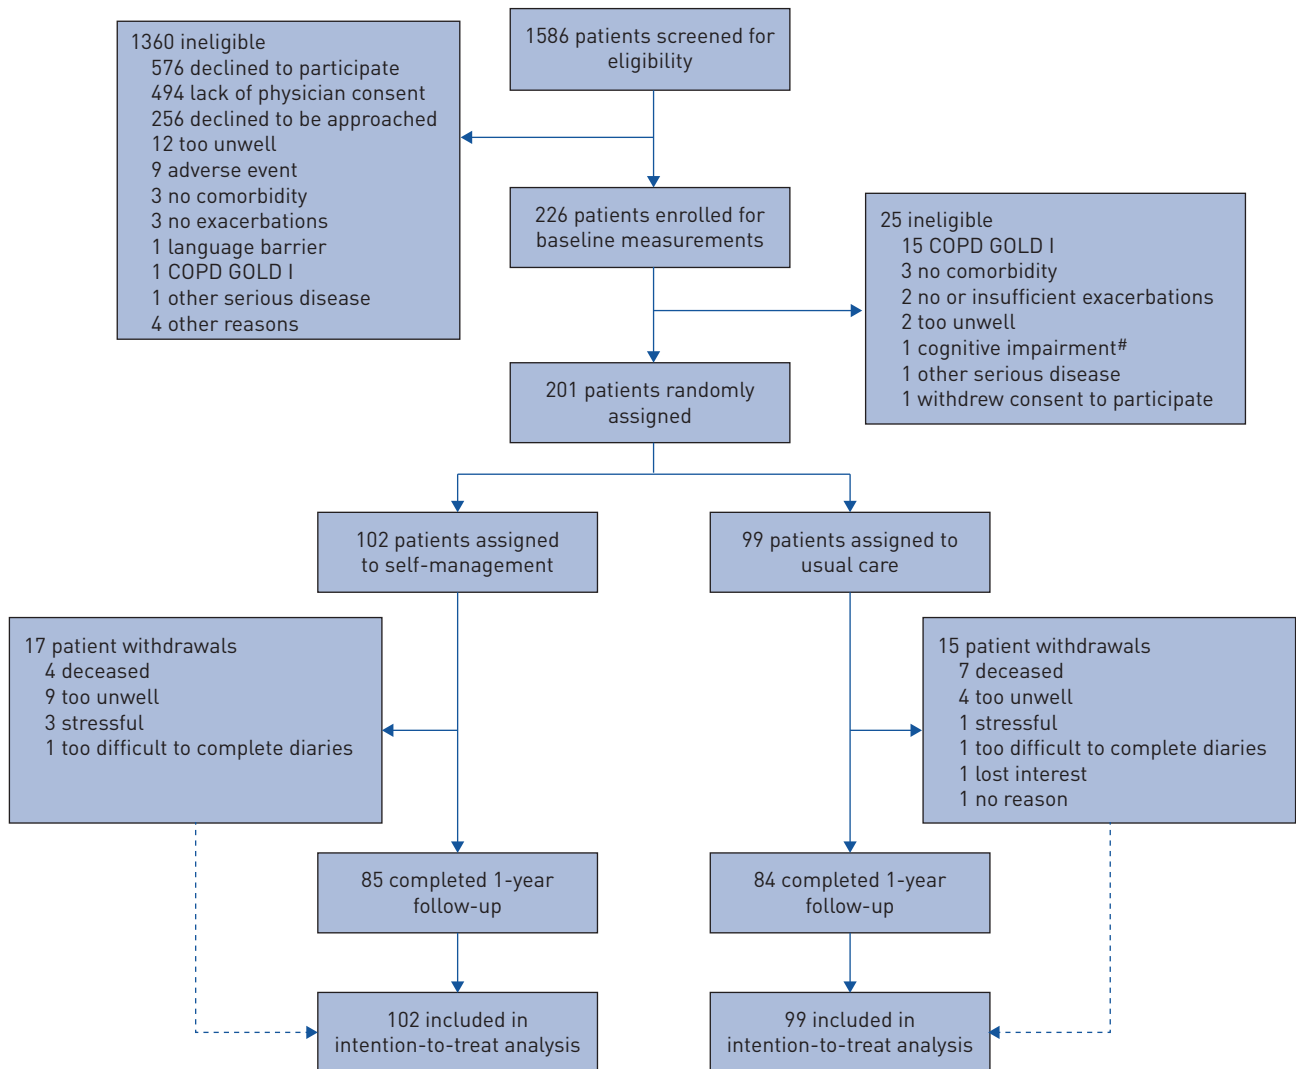 1586 patients screened for
eligibility
1360 ineligible
576 declined to participate
494 lack of physician consent
256 declined to be approached
12 too unwell
9 adverse event
3 no comorbidity
3 no exacerbations
1 language barrier
1 COPD GOLD I
1 other serious disease
4 other reasons
226 patients enrolled for
baseline measurements
25 ineligible
15 COPD GOLD I
3 no comorbidity
2 no or insufficient exacerbations
2 too unwell
1 cognitive impairment#
1 other serious disease
1 withdrew consent to participate
201 patients randomly
assigned
102 patients assigned
to self-management
99 patients assigned to
usual care
17 patient withdrawals
4 deceased
9 too unwell
3 stressful
1 too difficult to complete diaries
15 patient withdrawals
7 deceased
4 too unwell
1 stressful
1 too difficult to complete diaries
1 lost interest
1 no reason
85 completed 1-year
follow-up
84 completed 1-year
follow-up
102 included in
intention-to-treat analysis
99 included in
intention-to-treat analysis